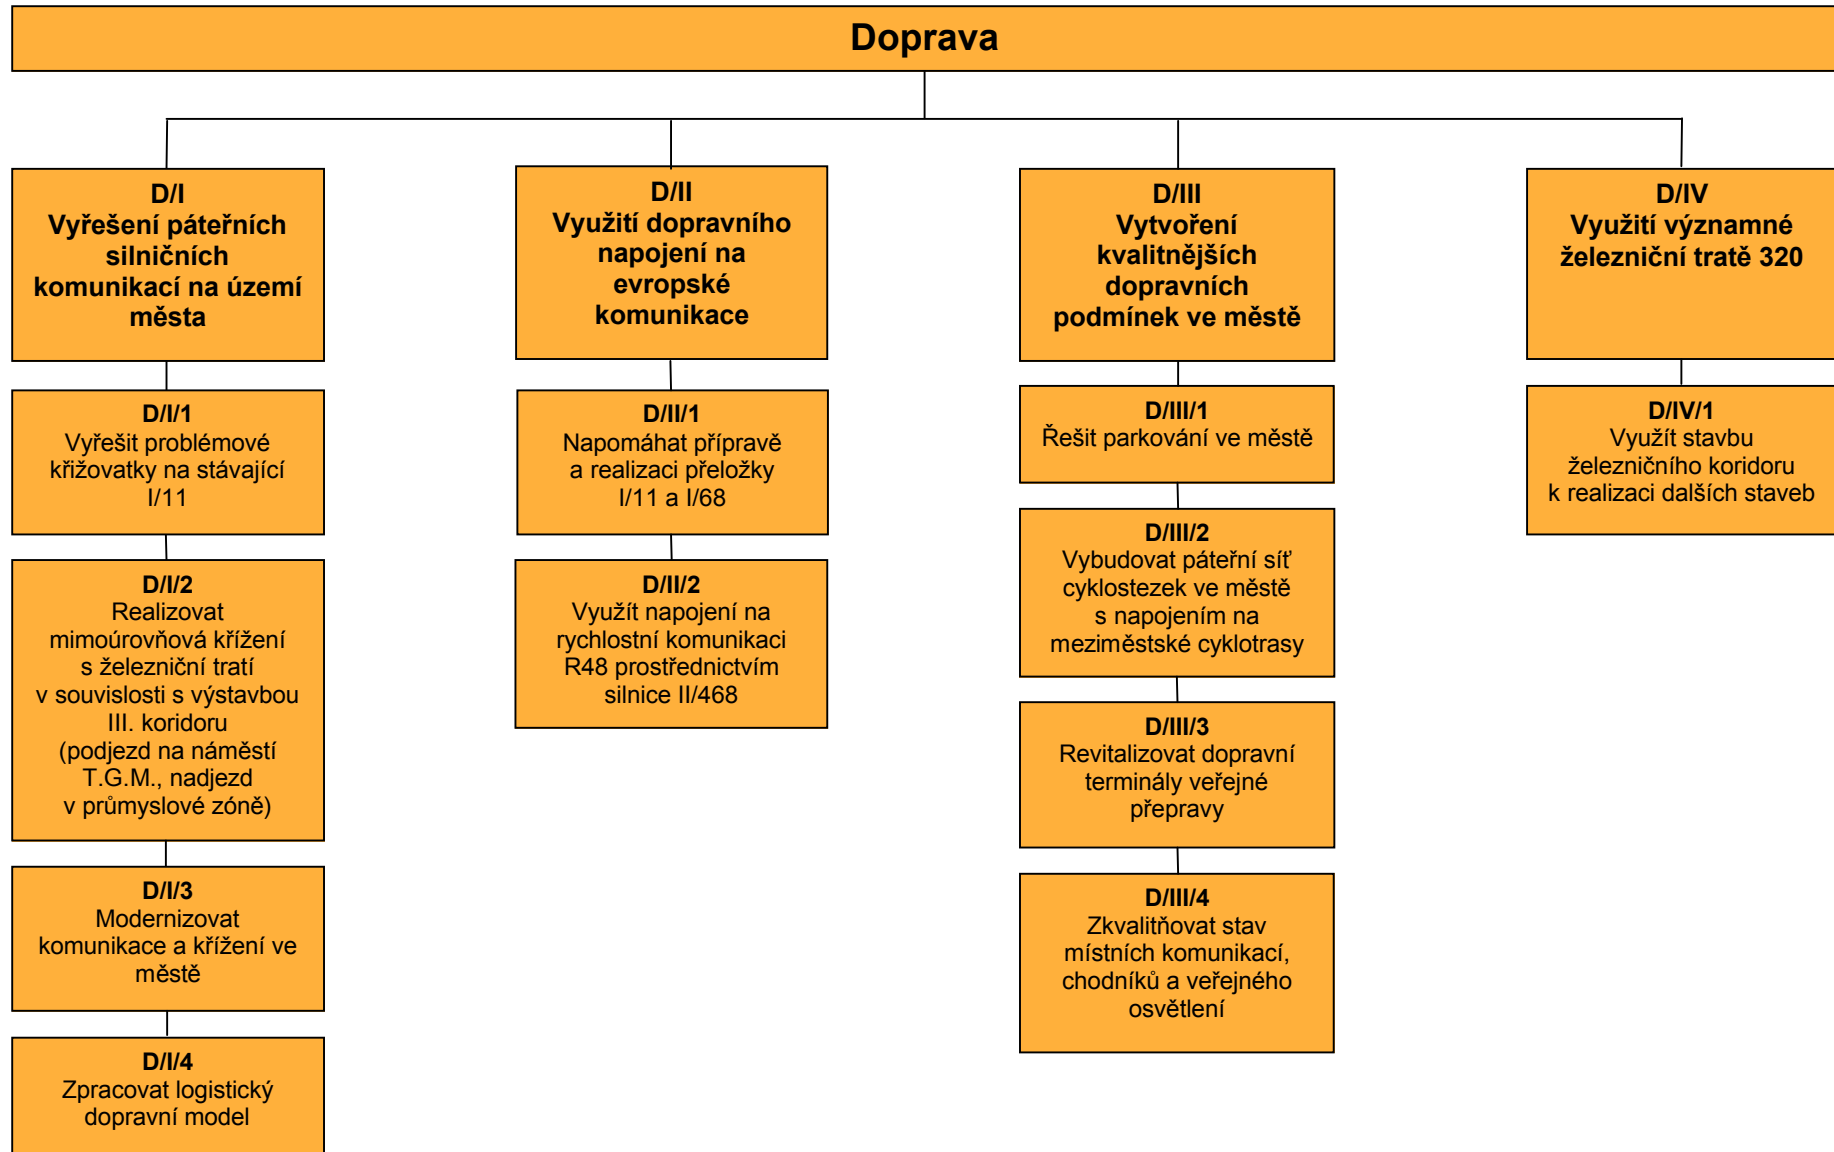 Doprava
D/I
Vyřešení páteřních
silničních
komunikací na území
města
D/I/1
Vyřešit problémové
křižovatky na stávající
I/11
D/I/2
Realizovat
mimoúrovňová křížení
s železniční tratí
v souvislosti s výstavbou
III. koridoru
(podjezd na náměstí
T.G.M., nadjezd
v průmyslové zóně)
D/I/3
Modernizovat
komunikace a křížení ve
městě
D/I/4
Zpracovat logistický
dopravní model
D/II
Využití dopravního
napojení na
evropské
komunikace
D/II/1
Napomáhat přípravě
a realizaci přeložky
I/11 a I/68
D/II/2
Využít napojení na
rychlostní komunikaci
R48 prostřednictvím
silnice II/468
D/III
Vytvoření
kvalitnějších
dopravních
podmínek ve městě
D/III/1
Řešit parkování ve městě
D/III/2
Vybudovat páteřní síť
cyklostezek ve městě
s napojením na
meziměstské cyklotrasy
D/III/3
Revitalizovat dopravní
terminály veřejné
přepravy
D/III/4
Zkvalitňovat stav
místních komunikací,
chodníků a veřejného
osvětlení
D/IV
Využití významné
železniční tratě 320
D/IV/1
Využít stavbu
železničního koridoru
k realizaci dalších staveb